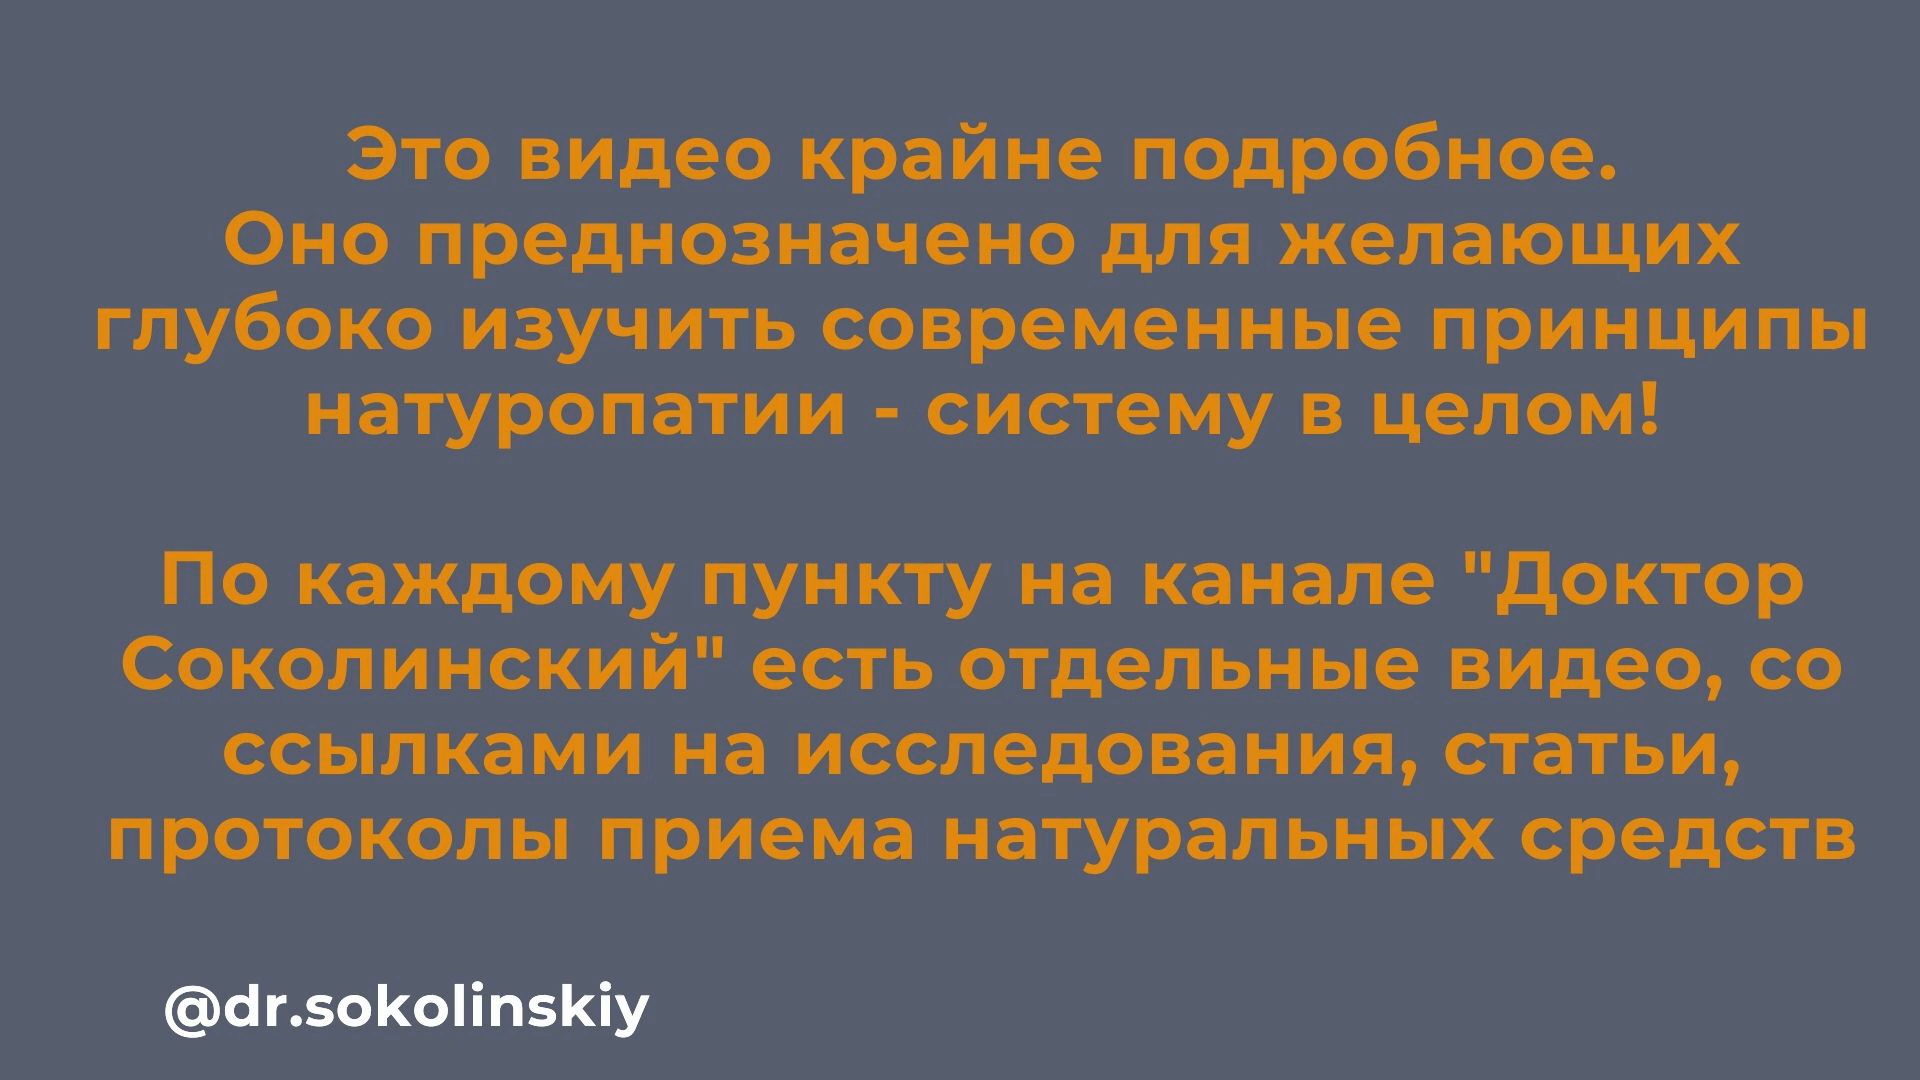 Это видео крайне подробное.
Оно преднозначено для желающих
глубоко изучить современные принципы
натуропатии - систему в целом!
По каждому пункту на канале "Доктор
Соколинский" есть отдельные видео, со
ссылками на исследования, статьи,
протоколы приема натуральных средств
@dr.sokolinskiy